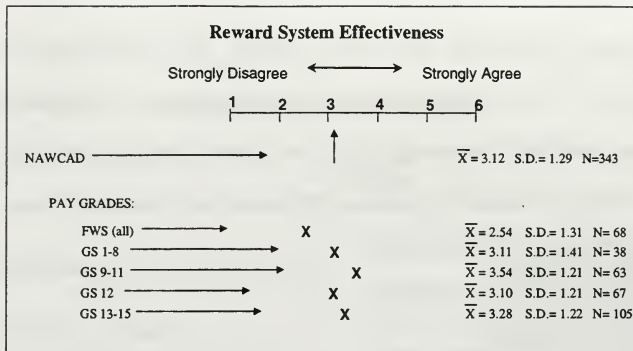 Reward System Effectiveness
Strongly Disagree Strongly Agree
1 2 3 4 5 6
NAWCAD X = 3.12 S.D.= 1.29 N=343
PAY GRADES:
FWS (all) X X = 2.54 S.D.= 1.31 N= 68
GS 1-8 X X = 3.11 S.D.= 1.41 N= 38
GS 9-11 X X = 3.54 S.D.= 1.21 N= 63
GS 12 X X = 3.10 S.D.= 1.21 N= 67
GS 13-15 X X = 3.28 S.D.= 1.22 N= 105